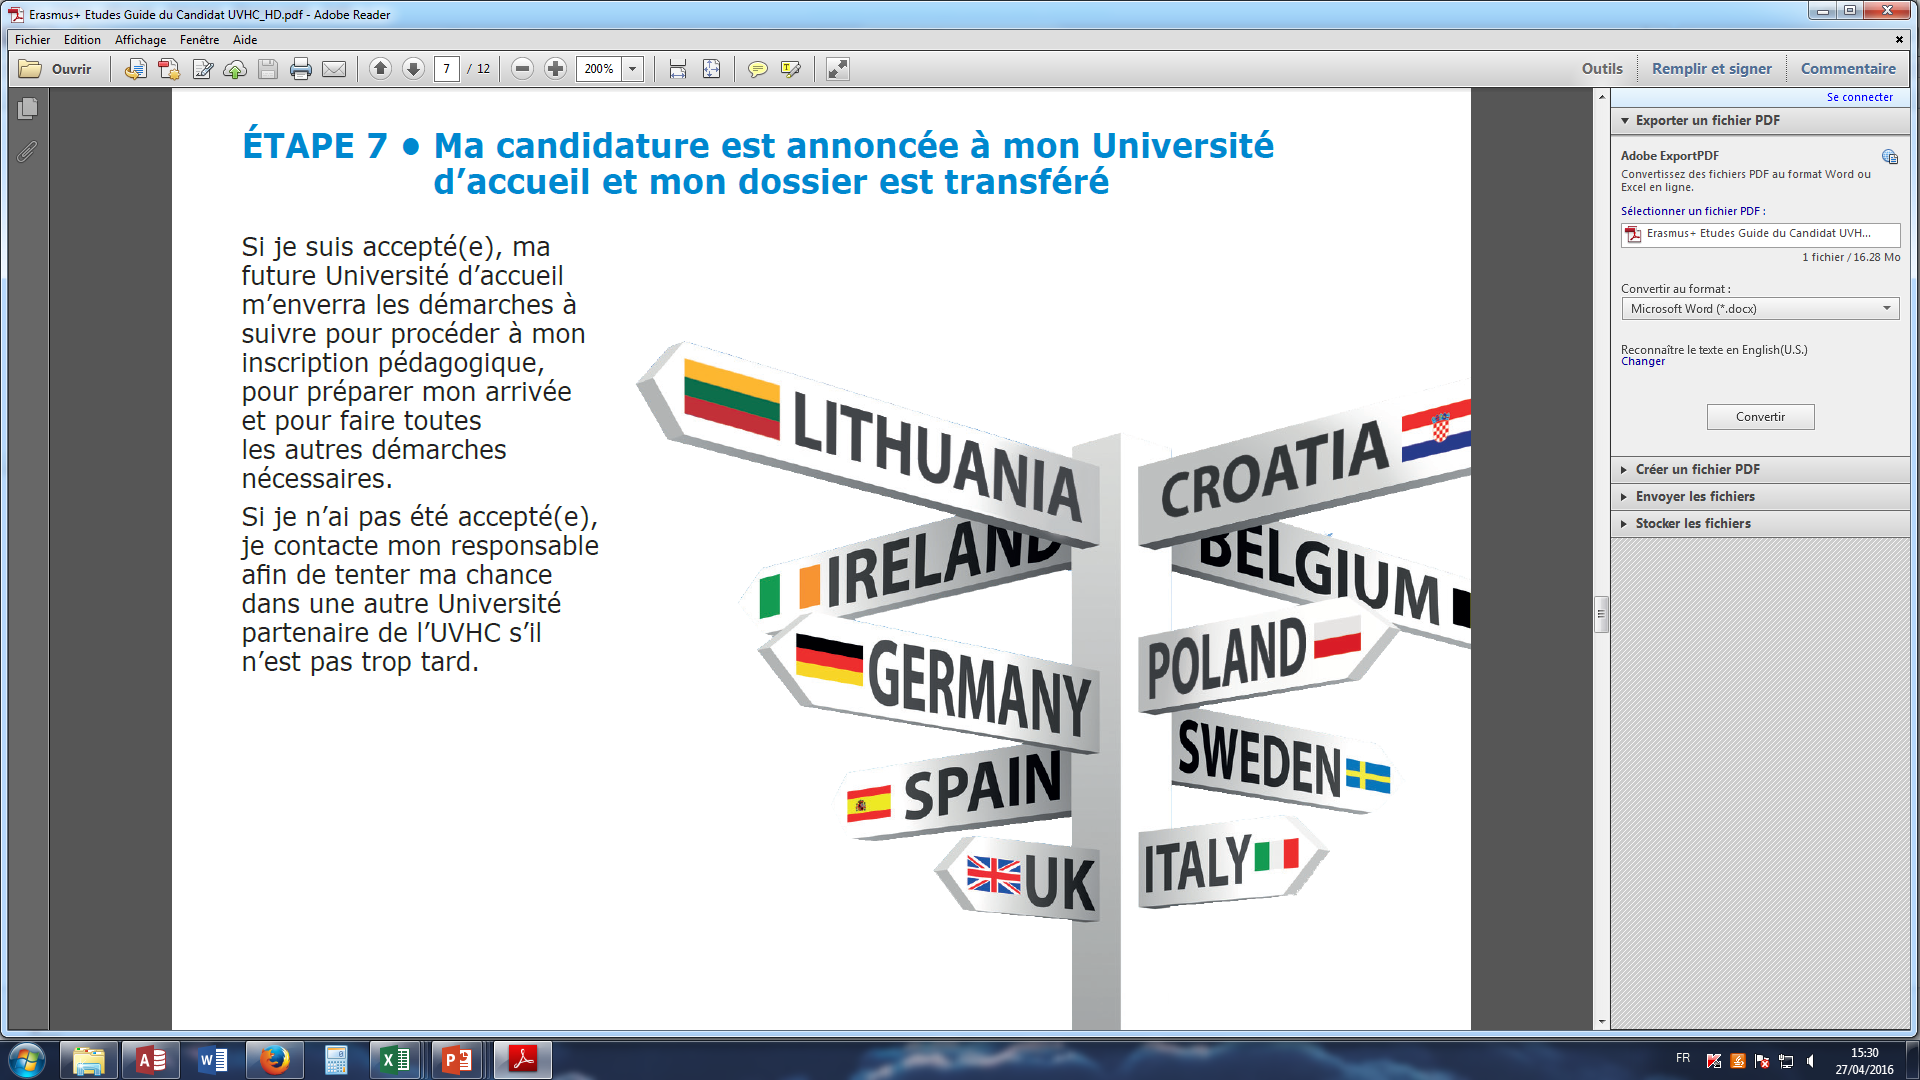 Erasmus+ Etudes Guide du Candidat UVHC_HD.pdf - Adobe Reader
Fichier Edition Affichage Fenêtre Aide
Ouvrir 7 / 12 200% Outils Remplir et signer Commentaire
ÉTAPE 7 • Ma candidature est annoncée à mon Université
d’accueil et mon dossier est transféré
Si je suis accepté(e), ma
future Université d’accueil
m’enverra les démarches à
suivre pour procéder à mon
inscription pédagogique,
pour préparer mon arrivée
et pour faire toutes
les autres démarches
nécessaires.
Si je n’ai pas été accepté(e),
je contacte mon responsable
afin de tenter ma chance
dans une autre Université
partenaire de l’UVHC s’il
n’est pas trop tard.
LITHUANIA
CROATIA
IRELAND
BELGIUM
GERMANY
POLAND
SPAIN
SWEDEN
UK
ITALY
Se connecter
Exporter un fichier PDF
Adobe ExportPDF
Convertissez des fichiers PDF au format Word ou
Excel en ligne.
Sélectionner un fichier PDF :
Erasmus+ Etudes Guide du Candidat UVH...
1 fichier / 16.28 Mo
Convertir au format :
Microsoft Word (*.docx)
Reconnaître le texte en English(U.S.)
Changer
Convertir
Créer un fichier PDF
Envoyer les fichiers
Stocker les fichiers
FR
15:30
27/04/2016